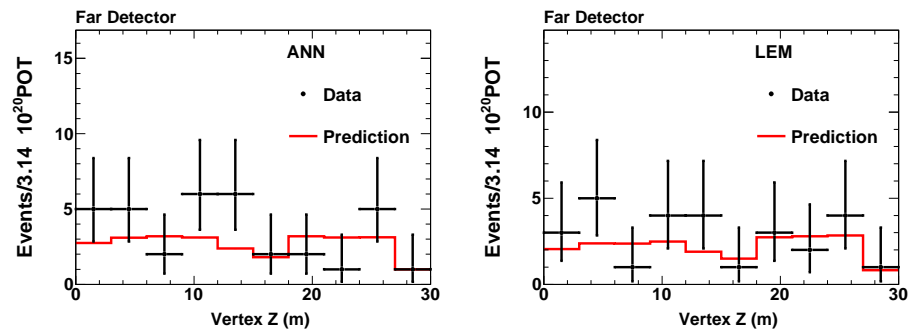 Far Detector
ANN
Data
Prediction
Events/3.14 10²⁰POT
15
10
5
0
0 10 20 30
Vertex Z (m)
Far Detector
LEM
Data
Prediction
Events/3.14 10²⁰POT
10
5
0
0 10 20 30
Vertex Z (m)